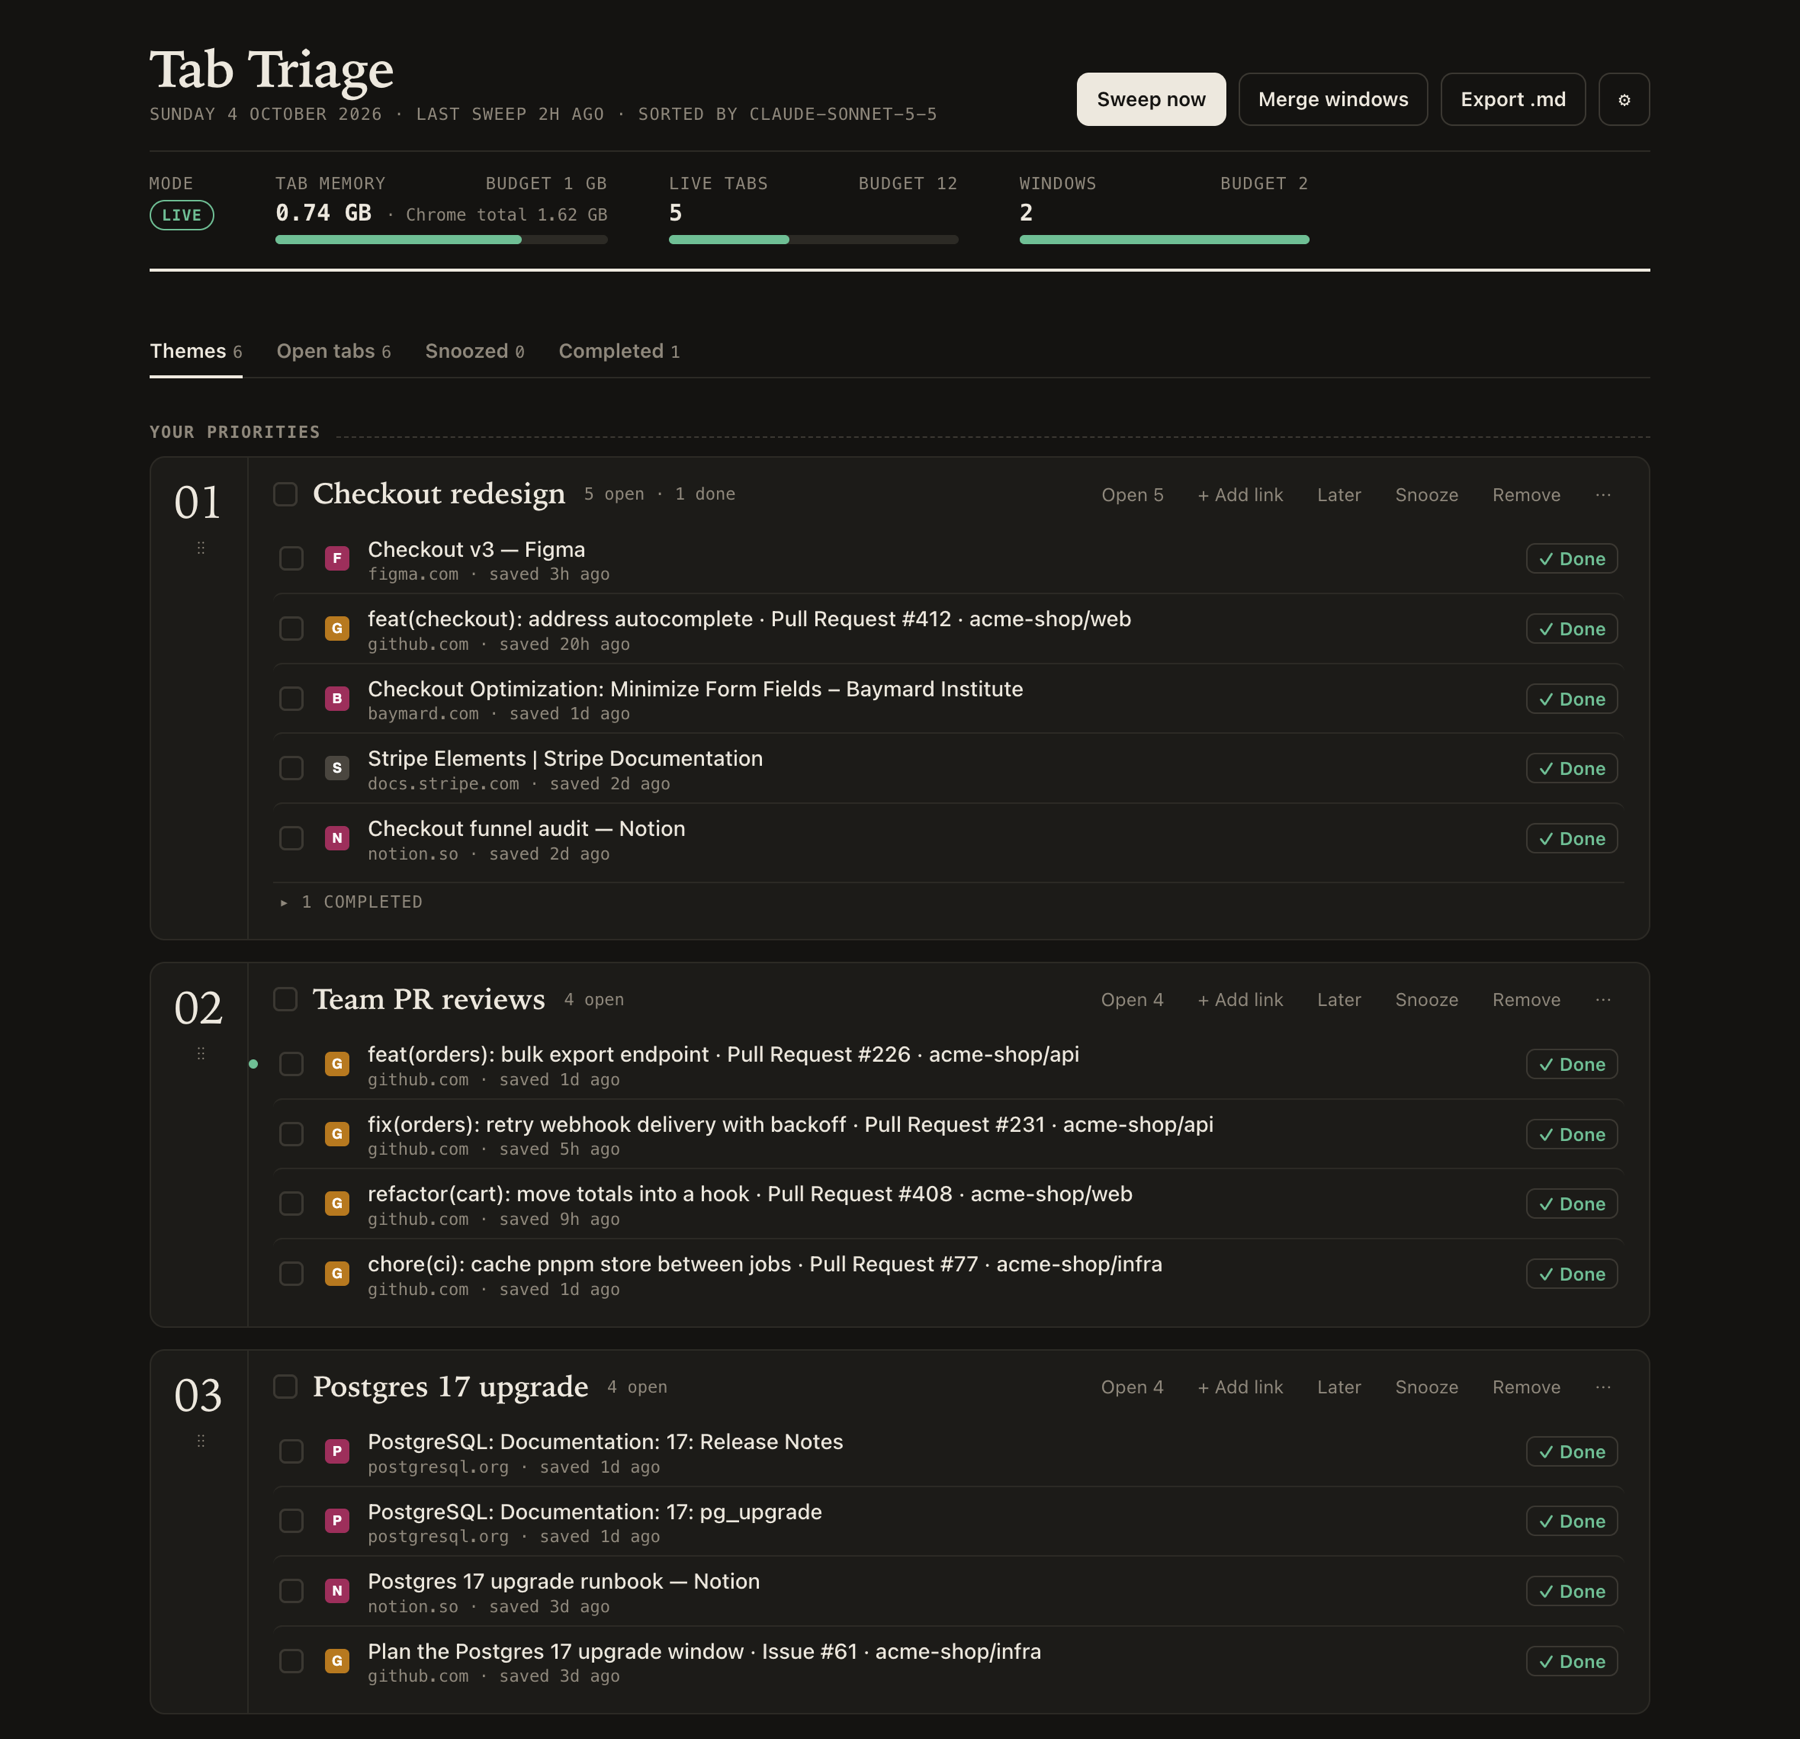 Tab Triage
SUNDAY 4 OCTOBER 2026 · LAST SWEEP 2H AGO · SORTED BY CLAUDE-SONNET-5-5
Sweep now
Merge windows
Export .md
MODE
LIVE
TAB MEMORY BUDGET 1 GB
0.74 GB · Chrome total 1.62 GB
LIVE TABS BUDGET 12
5
WINDOWS BUDGET 2
2
Themes 6
Open tabs 6
Snoozed 0
Completed 1
YOUR PRIORITIES
01
Checkout redesign 5 open · 1 done
Open 5 + Add link Later Snooze Remove ···
F Checkout v3 — Figma
figma.com · saved 3h ago
✓ Done
G feat(checkout): address autocomplete · Pull Request #412 · acme-shop/web
github.com · saved 20h ago
✓ Done
B Checkout Optimization: Minimize Form Fields – Baymard Institute
baymard.com · saved 1d ago
✓ Done
S Stripe Elements | Stripe Documentation
docs.stripe.com · saved 2d ago
✓ Done
N Checkout funnel audit — Notion
notion.so · saved 2d ago
✓ Done
▸ 1 COMPLETED
02
Team PR reviews 4 open
Open 4 + Add link Later Snooze Remove ···
G feat(orders): bulk export endpoint · Pull Request #226 · acme-shop/api
github.com · saved 1d ago
✓ Done
G fix(orders): retry webhook delivery with backoff · Pull Request #231 · acme-shop/api
github.com · saved 5h ago
✓ Done
G refactor(cart): move totals into a hook · Pull Request #408 · acme-shop/web
github.com · saved 9h ago
✓ Done
G chore(ci): cache pnpm store between jobs · Pull Request #77 · acme-shop/infra
github.com · saved 1d ago
✓ Done
03
Postgres 17 upgrade 4 open
Open 4 + Add link Later Snooze Remove ···
P PostgreSQL: Documentation: 17: Release Notes
postgresql.org · saved 1d ago
✓ Done
P PostgreSQL: Documentation: 17: pg_upgrade
postgresql.org · saved 1d ago
✓ Done
N Postgres 17 upgrade runbook — Notion
notion.so · saved 3d ago
✓ Done
G Plan the Postgres 17 upgrade window · Issue #61 · acme-shop/infra
github.com · saved 3d ago
✓ Done